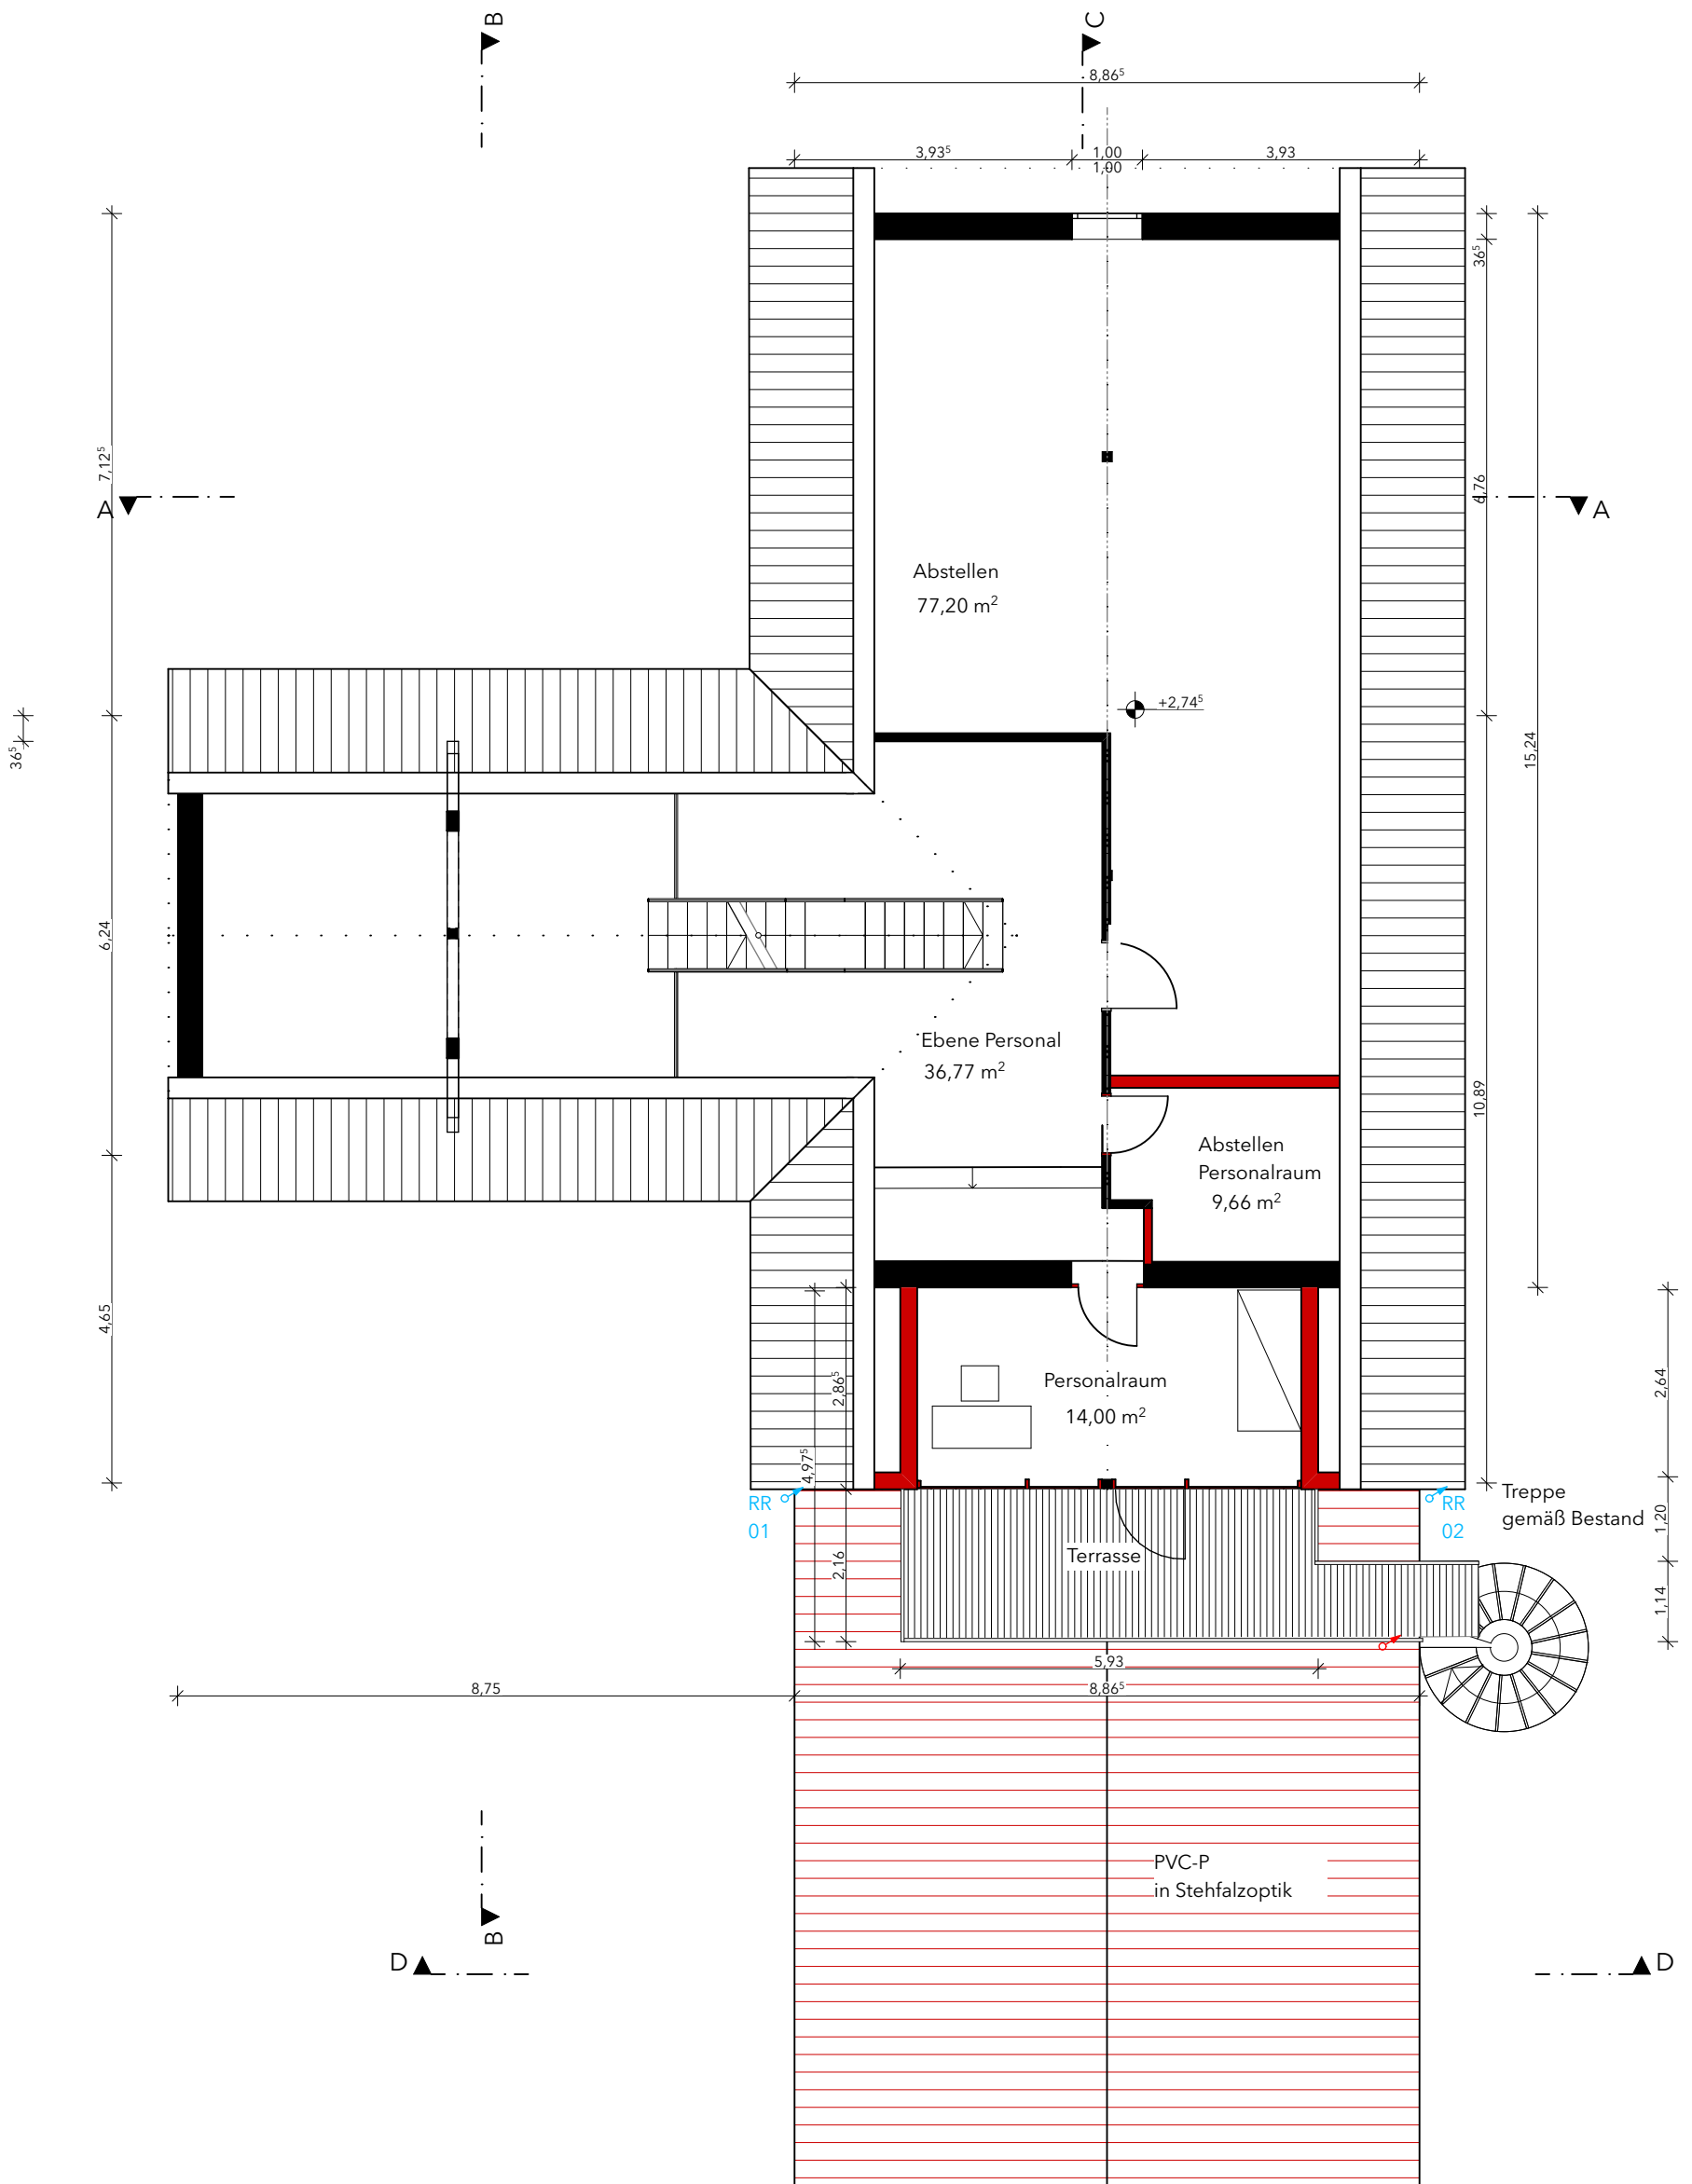 B
C
8,86⁵
3,93⁵
1,00
1,00
3,93
36⁵
7,12⁵
A
6,76
A
Abstellen
77,20 m²
+2,74⁵
36⁵
15,24
6,24
Ebene Personal
36,77 m²
10,89
Abstellen
Personalraum
9,66 m²
4,65
2,86⁵
2,64
Personalraum
14,00 m²
4,97⁵
RR
01
RR
02
Treppe
gemäß Bestand
1,20
Terrasse
2,16
1,14
5,93
8,75
8,86⁵
PVC-P
in Stehfalzoptik
B
D
D